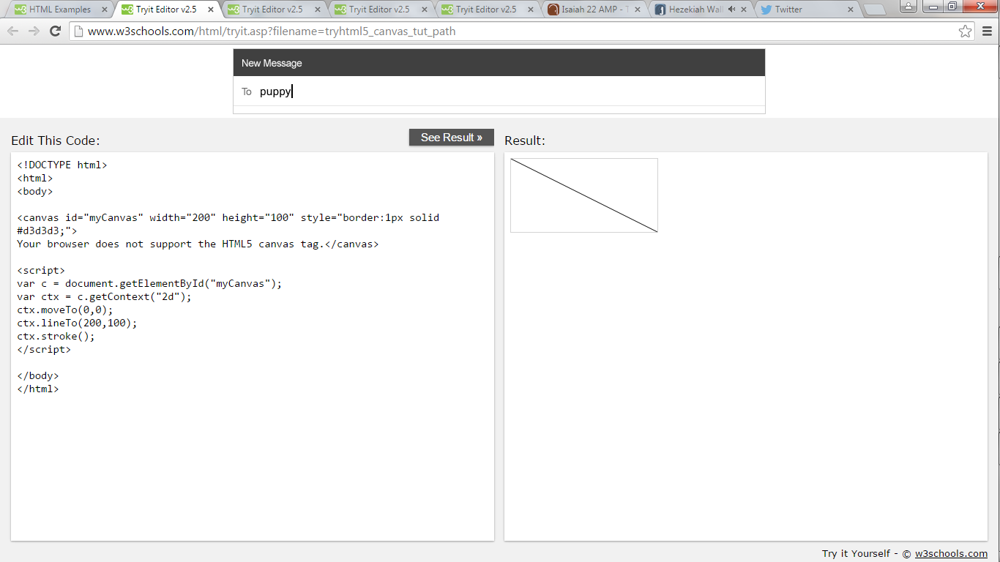 HTML Examples
Tryit Editor v2.5
Tryit Editor v2.5
Tryit Editor v2.5
Tryit Editor v2.5
Isaiah 22 AMP - T
Hezekiah Wall
Twitter
www.w3schools.com/html/tryit.asp?filename=tryhtml5_canvas_tut_path
New Message
To puppy
Edit This Code:
See Result »
Result:
<!DOCTYPE html>
<html>
<body>
<canvas id="myCanvas" width="200" height="100" style="border:1px solid
#d3d3d3;">
Your browser does not support the HTML5 canvas tag.</canvas>
<script>
var c = document.getElementById("myCanvas");
var ctx = c.getContext("2d");
ctx.moveTo(0,0);
ctx.lineTo(200,100);
ctx.stroke();
</script>
</body>
</html>
Try it Yourself - © w3schools.com